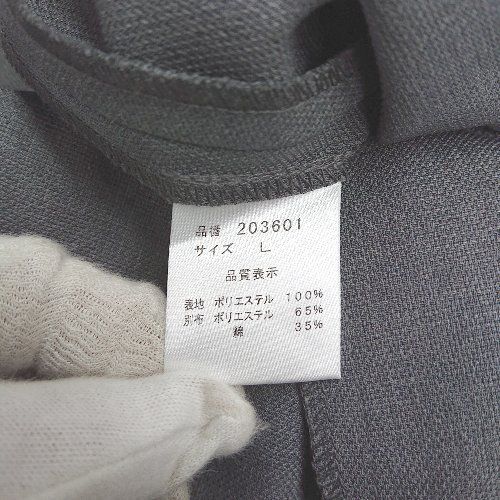 品番 203601
サイズ L
品質表示
表地 ポリエステル 100%
別布 ポリエステル 65%
綿 35%